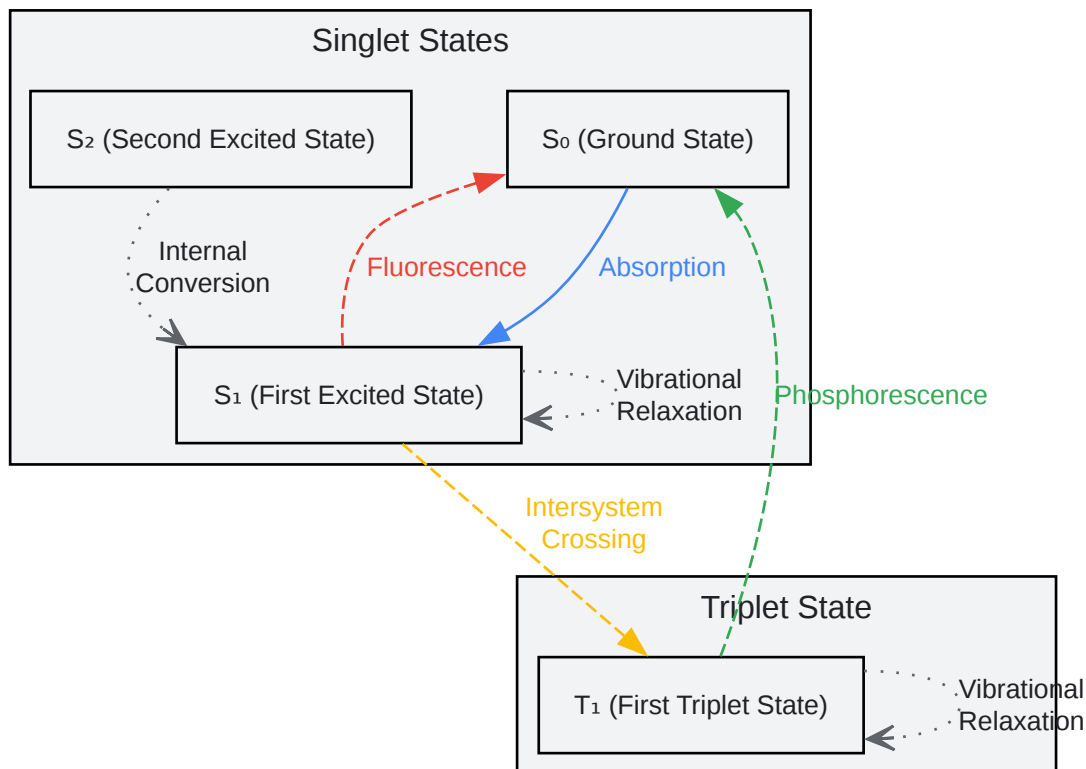 Singlet States
S₂ (Second Excited State)
S₀ (Ground State)
Internal
Conversion
Fluorescence
Absorption
S₁ (First Excited State)
Vibrational
Relaxation
Phosphorescence
Intersystem
Crossing
Triplet State
T₁ (First Triplet State)
Vibrational
Relaxation